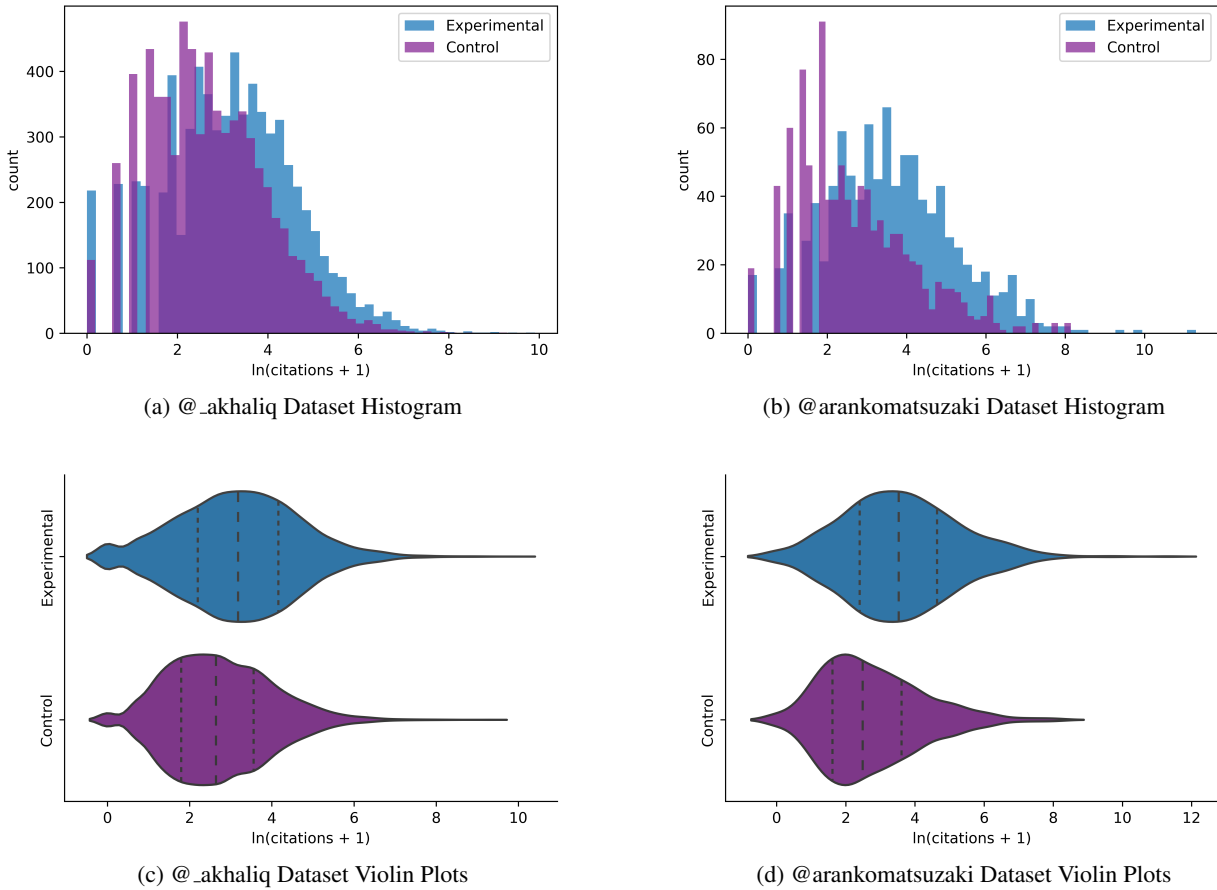 Experimental
Control
400
300
200
100
0
count
0 2 4 6 8 10
ln(citations + 1)
(a) @_akhaliq Dataset Histogram
Experimental
Control
80
60
40
20
0
count
0 2 4 6 8 10
ln(citations + 1)
(b) @arankomatsuzaki Dataset Histogram
Experimental
Control
0 2 4 6 8 10
ln(citations + 1)
(c) @_akhaliq Dataset Violin Plots
Experimental
Control
0 2 4 6 8 10 12
ln(citations + 1)
(d) @arankomatsuzaki Dataset Violin Plots